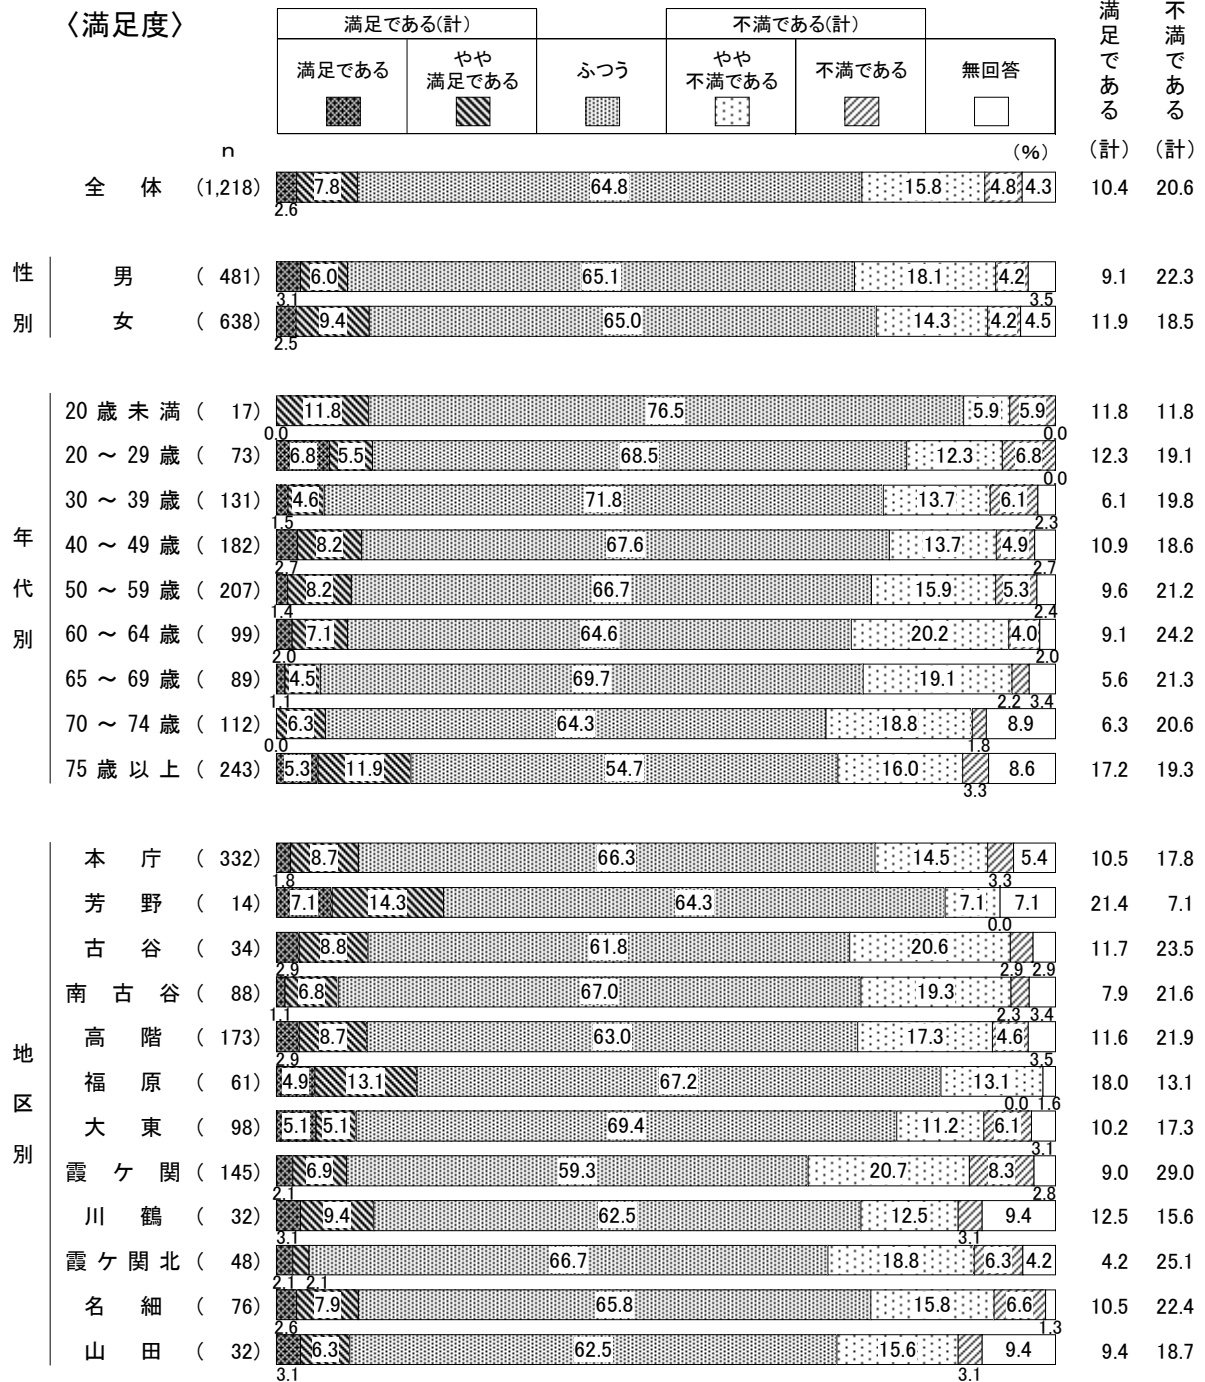 〈満足度〉
満足である(計) 不満である(計)
満足である やや満足である ふつう やや不満である 不満である 無回答
満足である(計) 不満である(計)
n (%)
全体 (1,218) 2.6 7.8 64.8 15.8 4.8 4.3 10.4 20.6
性別
男 ( 481) 3.1 6.0 65.1 18.1 4.2 3.5 9.1 22.3
女 ( 638) 2.5 9.4 65.0 14.3 4.2 4.5 11.9 18.5
年代別
20歳未満 ( 17) 0.0 11.8 76.5 5.9 5.9 0.0 11.8 11.8
20～29歳 ( 73) 6.8 5.5 68.5 12.3 6.8 0.0 12.3 19.1
30～39歳 ( 131) 1.5 4.6 71.8 13.7 6.1 2.3 6.1 19.8
40～49歳 ( 182) 2.7 8.2 67.6 13.7 4.9 2.7 10.9 18.6
50～59歳 ( 207) 1.4 8.2 66.7 15.9 5.3 2.4 9.6 21.2
60～64歳 ( 99) 2.0 7.1 64.6 20.2 4.0 2.0 9.1 24.2
65～69歳 ( 89) 1.1 4.5 69.7 19.1 2.2 3.4 5.6 21.3
70～74歳 ( 112) 0.0 6.3 64.3 18.8 1.8 8.9 6.3 20.6
75歳以上 ( 243) 5.3 11.9 54.7 16.0 3.3 8.6 17.2 19.3
地区別
本庁 ( 332) 1.8 8.7 66.3 14.5 3.3 5.4 10.5 17.8
芳野 ( 14) 7.1 14.3 64.3 7.1 0.0 7.1 21.4 7.1
古谷 ( 34) 2.9 8.8 61.8 20.6 2.9 2.9 11.7 23.5
南古谷 ( 88) 1.1 6.8 67.0 19.3 2.3 3.4 7.9 21.6
高階 ( 173) 2.9 8.7 63.0 17.3 4.6 3.5 11.6 21.9
福原 ( 61) 4.9 13.1 67.2 13.1 0.0 1.6 18.0 13.1
大東 ( 98) 5.1 5.1 69.4 11.2 6.1 3.1 10.2 17.3
霞ケ関 ( 145) 2.1 6.9 59.3 20.7 8.3 2.8 9.0 29.0
川鶴 ( 32) 3.1 9.4 62.5 12.5 3.1 9.4 12.5 15.6
霞ケ関北 ( 48) 2.1 2.1 66.7 18.8 6.3 4.2 4.2 25.1
名細 ( 76) 2.6 7.9 65.8 15.8 6.6 1.3 10.5 22.4
山田 ( 32) 3.1 6.3 62.5 15.6 3.1 9.4 9.4 18.7